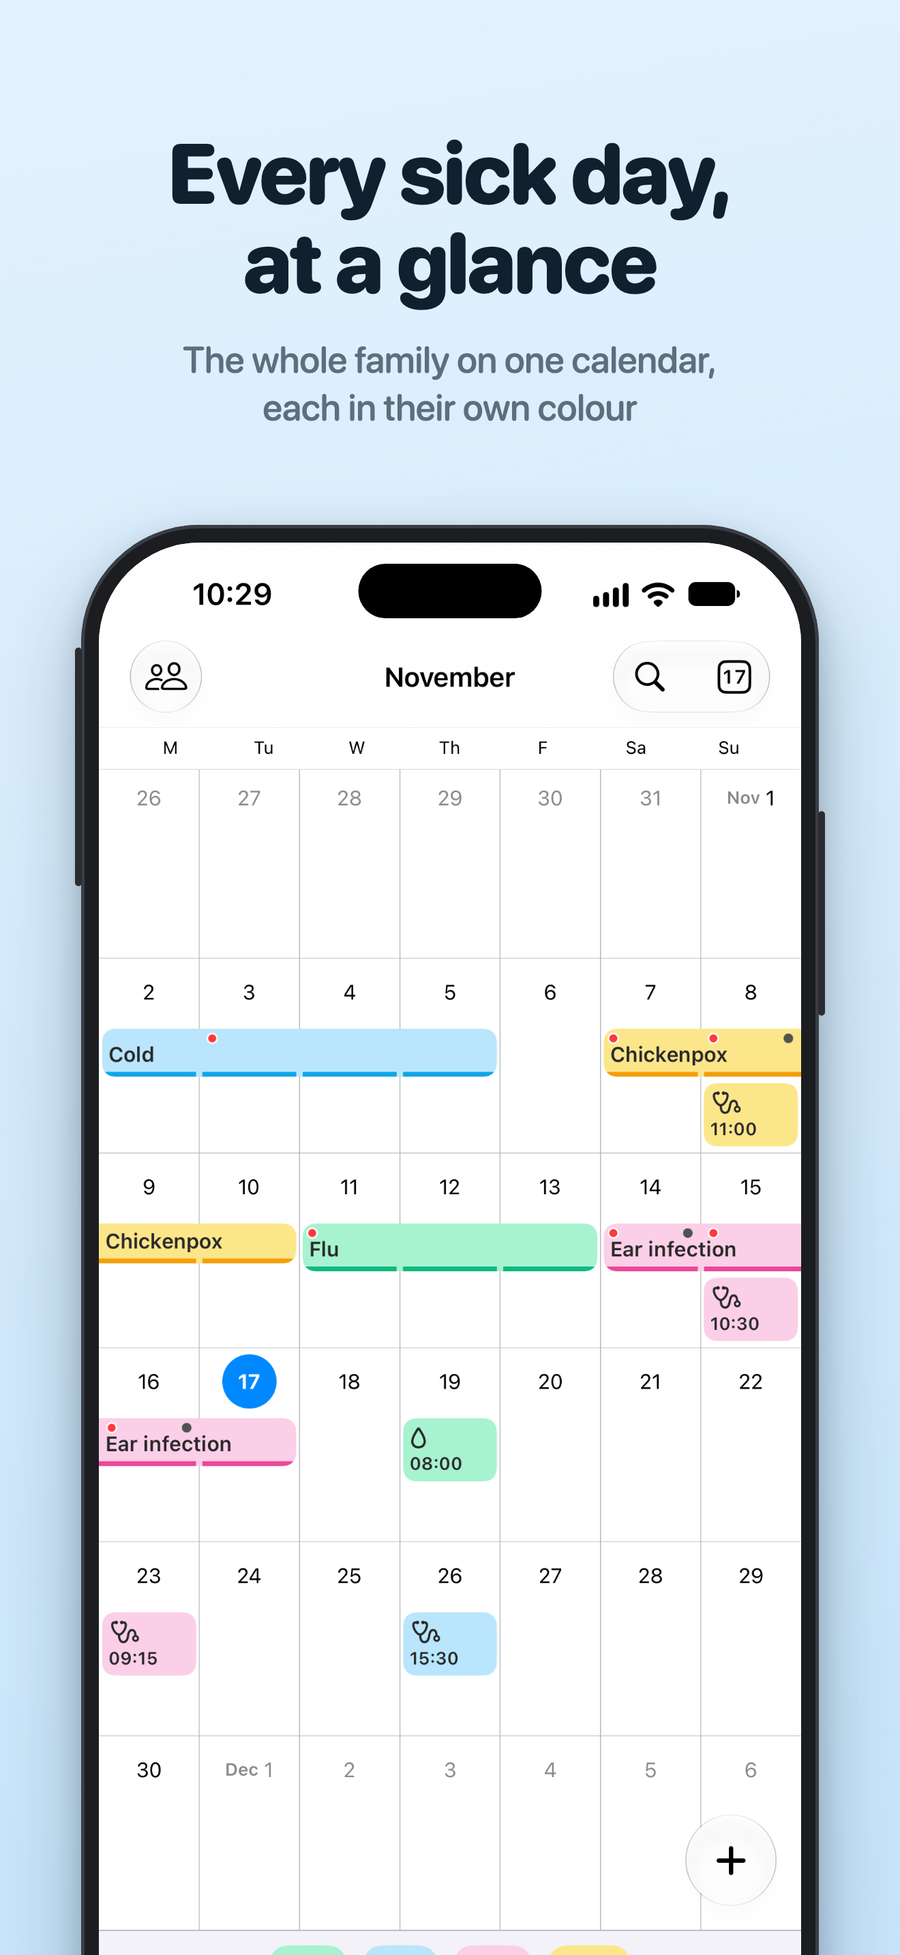 Every sick day,
at a glance
The whole family on one calendar,
each in their own colour
10:29
November
17
M Tu W Th F Sa Su
26 27 28 29 30 31 Nov 1
2 3 4 5 6 7 8
Cold Chickenpox
11:00
9 10 11 12 13 14 15
Chickenpox Flu Ear infection
10:30
16 17 18 19 20 21 22
Ear infection
08:00
23 24 25 26 27 28 29
09:15 15:30
30 Dec 1 2 3 4 5 6